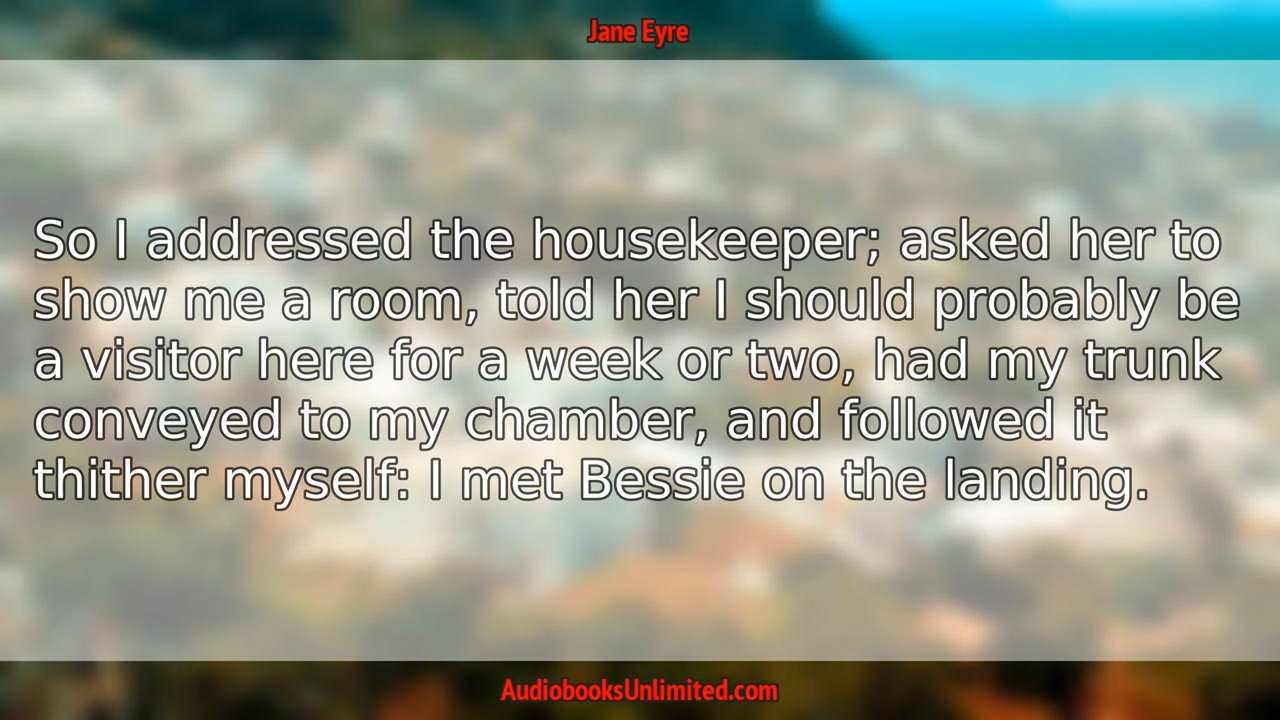 Jane Eyre
So I addressed the housekeeper; asked her to
show me a room, told her I should probably be
a visitor here for a week or two, had my trunk
conveyed to my chamber, and followed it
thither myself: I met Bessie on the landing.
AudiobooksUnlimited.com